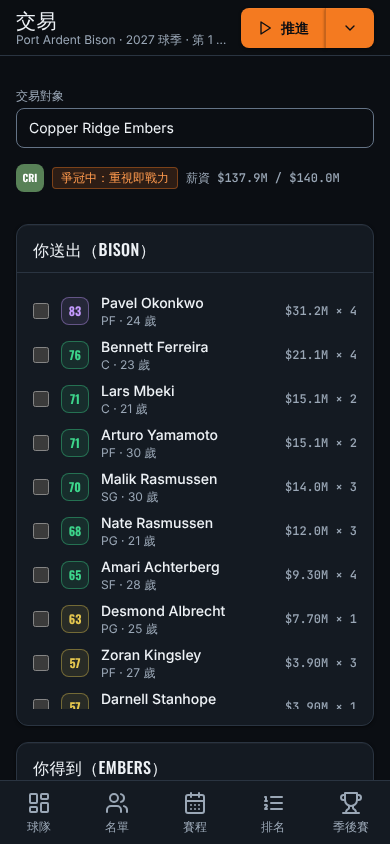 交易
Port Ardent Bison · 2027 球季 · 第 1 ...
推進
交易對象
Copper Ridge Embers
CRI
爭冠中：重視即戰力
薪資 $137.9M / $140.0M
你送出（BISON）
83
Pavel Okonkwo
PF · 24 歲
$31.2M × 4
76
Bennett Ferreira
C · 23 歲
$21.1M × 4
71
Lars Mbeki
C · 21 歲
$15.1M × 2
71
Arturo Yamamoto
PF · 30 歲
$15.1M × 2
70
Malik Rasmussen
SG · 30 歲
$14.0M × 3
68
Nate Rasmussen
PG · 21 歲
$12.0M × 3
65
Amari Achterberg
SF · 28 歲
$9.30M × 4
63
Desmond Albrecht
PG · 25 歲
$7.70M × 1
57
Zoran Kingsley
PF · 27 歲
$3.90M × 3
57
Darnell Stanhope
$3.90M × 1
你得到（EMBERS）
球隊
名單
賽程
排名
季後賽